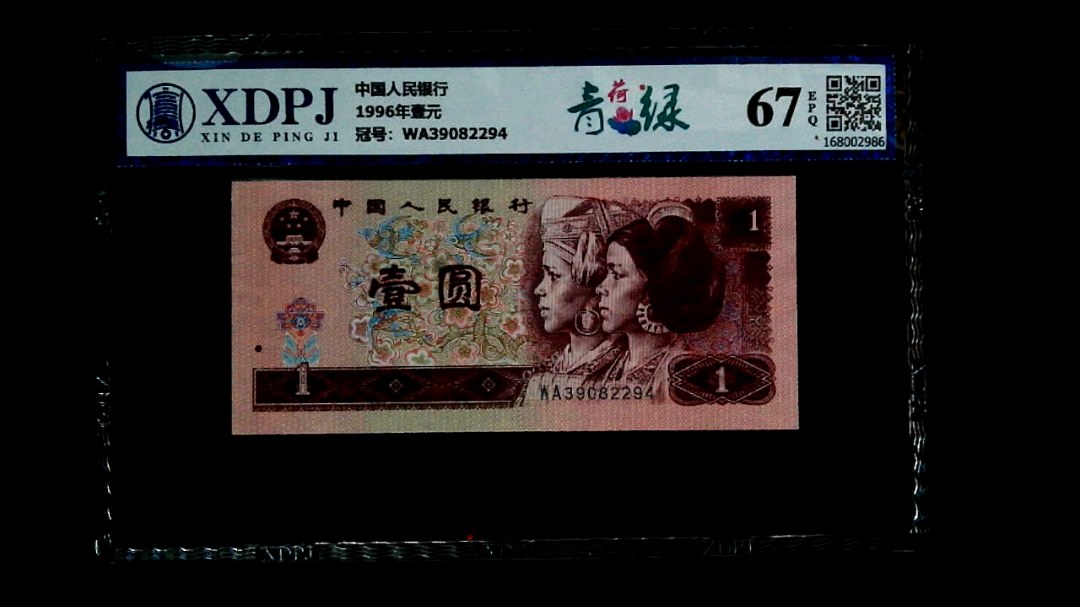 XDPJ
XIN DE PING JI
中国人民银行
1996年壹元
冠号：WA39082294
青荷绿
67
EPQ
*168002986
中国人民银行
1
壹圆
1
WA39082294
1
XDPJ